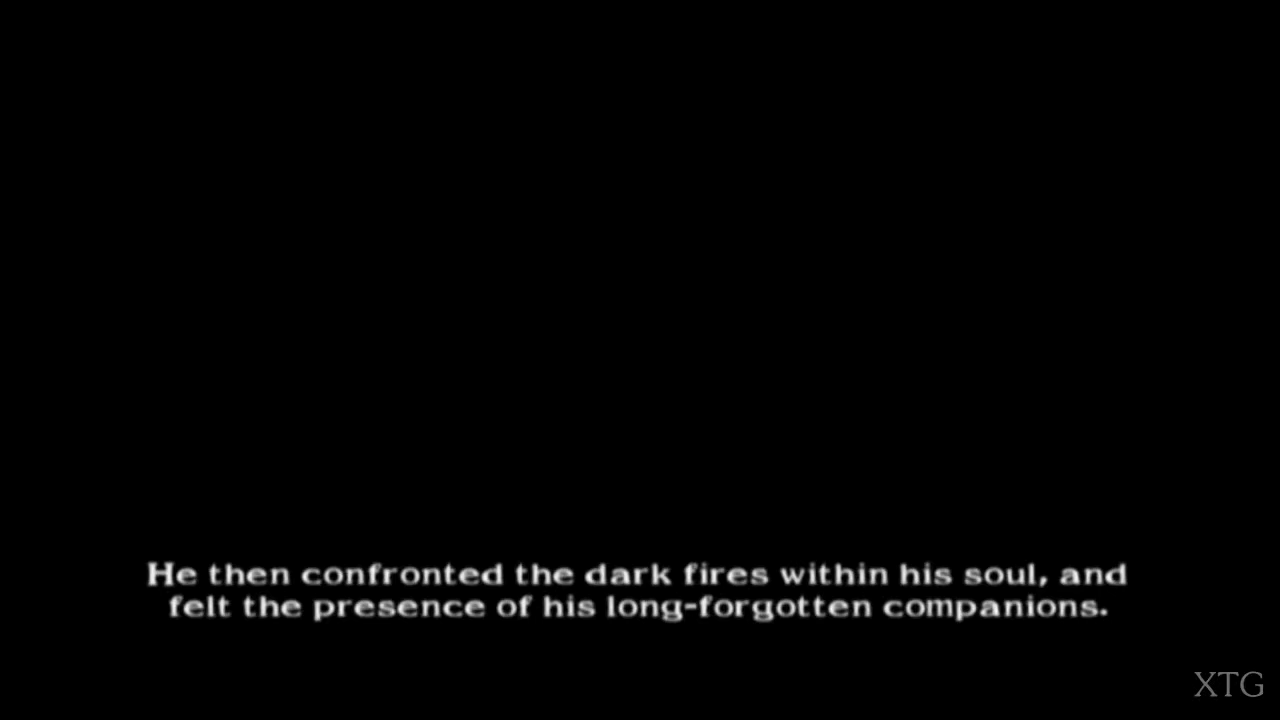 He then confronted the dark fires within his soul, and
felt the presence of his long-forgotten companions.
XTG